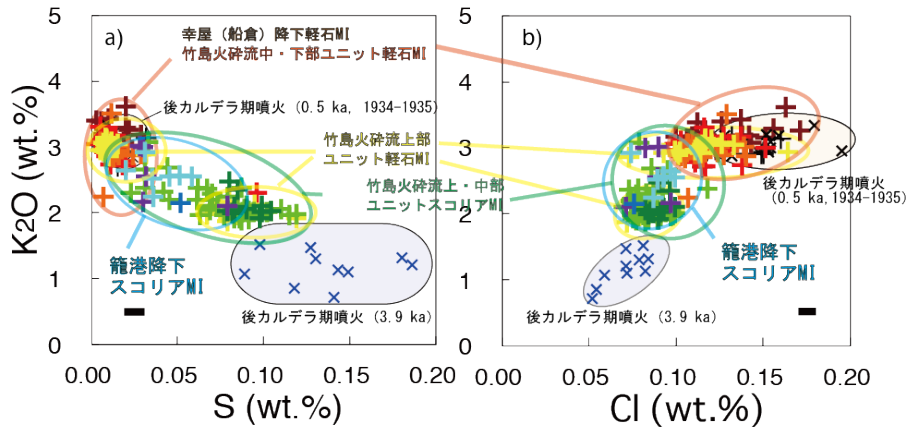 a)
幸屋（船倉）降下軽石MI
竹島火砕流中・下部ユニット軽石MI
後カルデラ期噴火 (0.5 ka, 1934-1935)
竹島火砕流上部
ユニット軽石MI
竹島火砕流上・中部
ユニットスコリアMI
籠港降下
スコリアMI
後カルデラ期噴火 (3.9 ka)
K2O (wt.%)
5
4
3
2
1
0
0.00
0.05
0.10
0.15
0.20
S (wt.%)
b)
後カルデラ期噴火
(0.5 ka,1934-1935)
籠港降下
スコリアMI
後カルデラ期噴火 (3.9 ka)
5
4
3
2
1
0
0.00
0.05
0.10
0.15
0.20
Cl (wt.%)